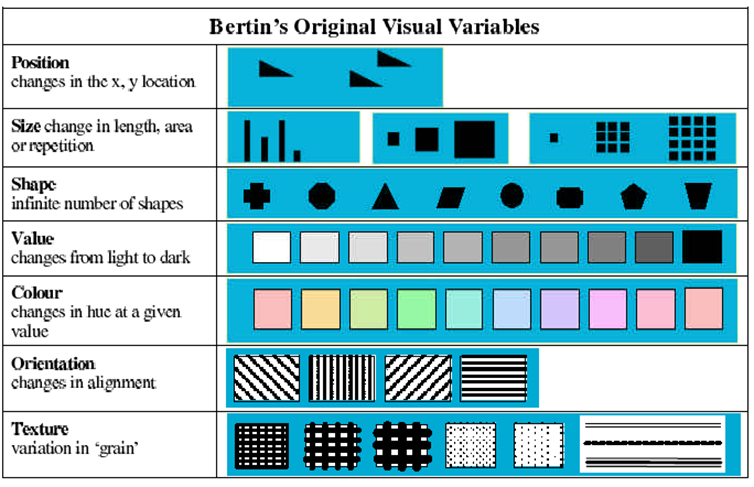 Bertin’s Original Visual Variables
Position
changes in the x, y location
Size change in length, area
or repetition
Shape
infinite number of shapes
Value
changes from light to dark
Colour
changes in hue at a given
value
Orientation
changes in alignment
Texture
variation in ‘grain’